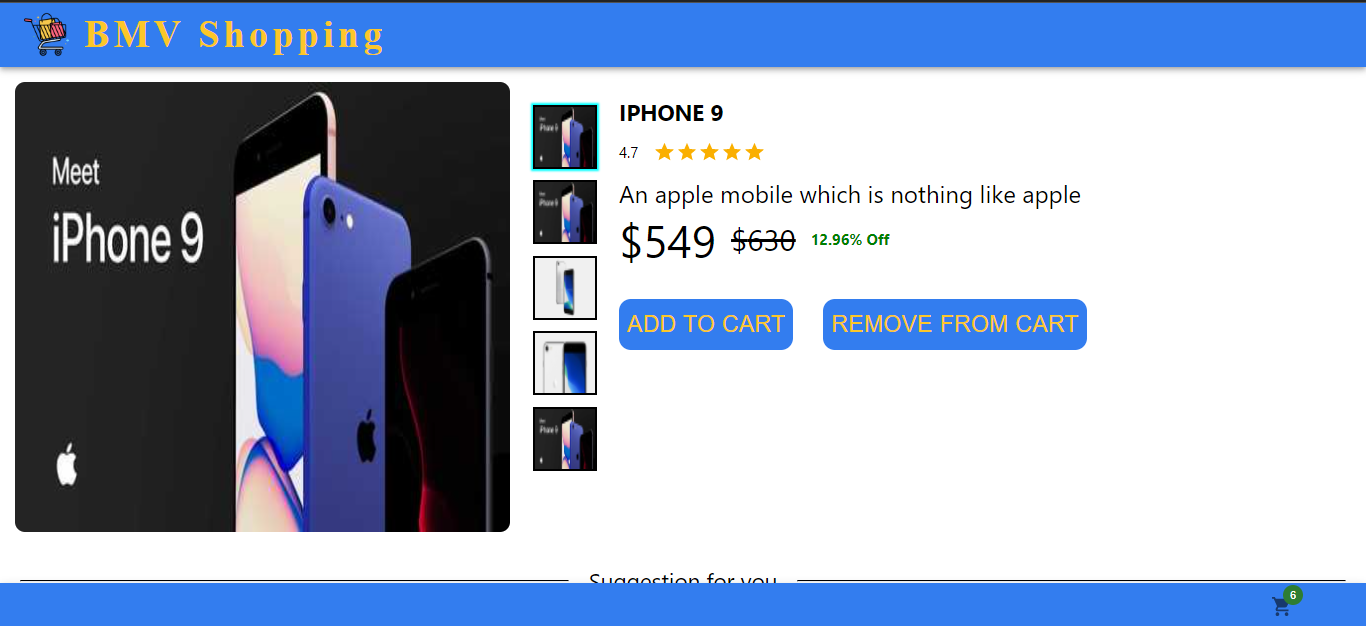 BMV Shopping
Meet
iPhone 9
IPHONE 9
4.7
An apple mobile which is nothing like apple
$549 $630 12.96% Off
ADD TO CART REMOVE FROM CART
Suggestion for you
6